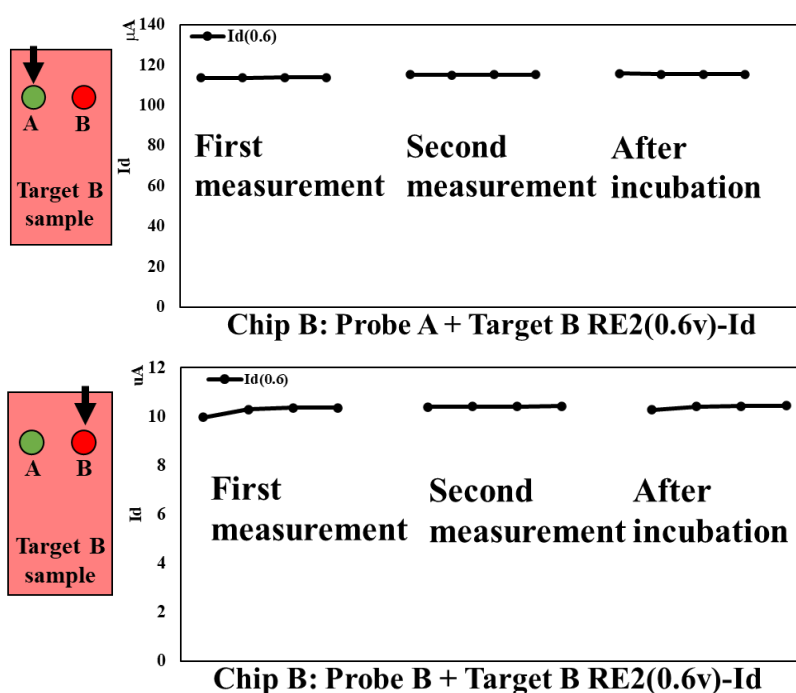 μA
140
120
100
80
60
40
20
0
Id
Id(0.6)
First
measurement
Second
measurement
After
incubation
A
B
Target B
sample
Chip B: Probe A + Target B RE2(0.6v)-Id
uA
12
10
8
6
4
2
0
Id
Id(0.6)
First
measurement
Second
measurement
After
incubation
A
B
Target B
sample
Chip B: Probe B + Target B RE2(0.6v)-Id